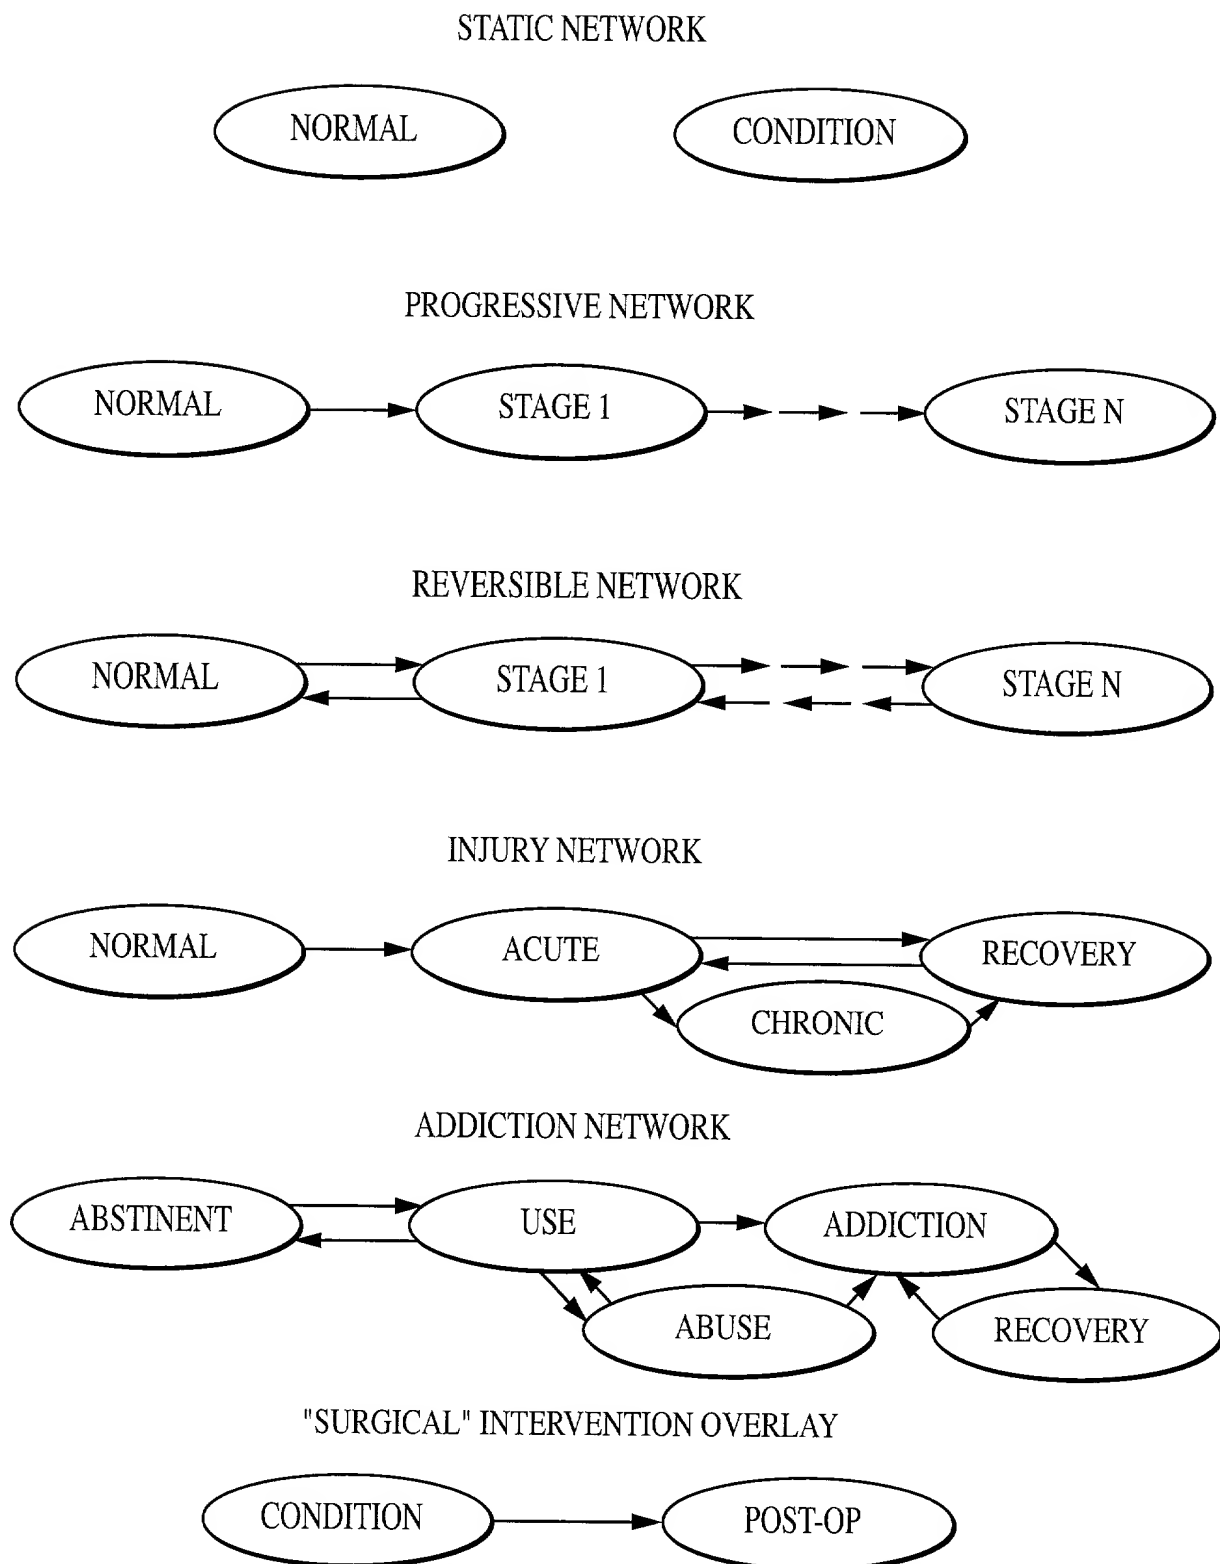 STATIC NETWORK
NORMAL CONDITION
PROGRESSIVE NETWORK
NORMAL STAGE 1 STAGE N
REVERSIBLE NETWORK
NORMAL STAGE 1 STAGE N
INJURY NETWORK
NORMAL ACUTE RECOVERY
CHRONIC
ADDICTION NETWORK
ABSTINENT USE ADDICTION
ABUSE RECOVERY
"SURGICAL" INTERVENTION OVERLAY
CONDITION POST-OP